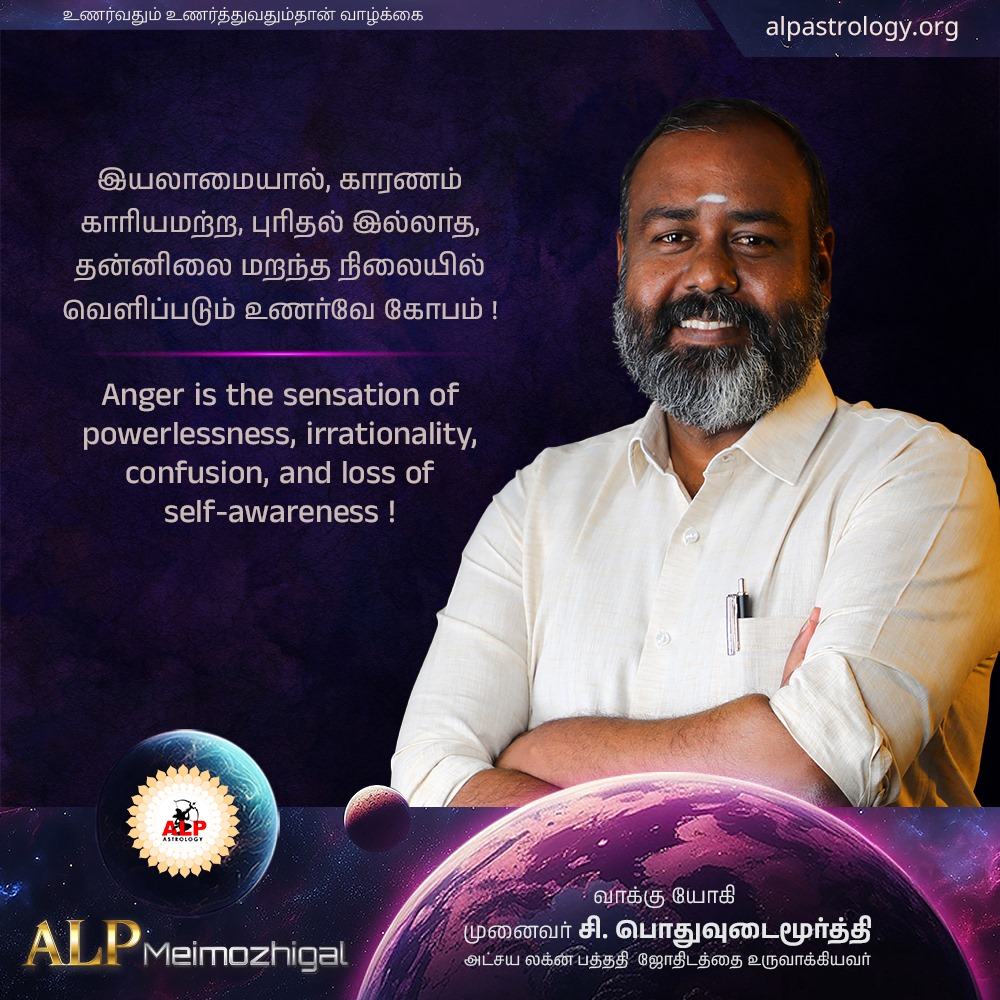 உணர்வதும் உணர்த்துவதும்தான் வாழ்க்கை
alpastrology.org
இயலாமையால், காரணம்
காரியமற்ற, புரிதல் இல்லாத,
தன்னிலை மறந்த நிலையில்
வெளிப்படும் உணர்வே கோபம் !
Anger is the sensation of
powerlessness, irrationality,
confusion, and loss of
self-awareness !
ALP
ASTROLOGY
ALP Meimozhigal
வாக்கு யோகி
முனைவர் சி. பொதுவுடைமூர்த்தி
அட்சய லக்ன பத்ததி ஜோதிடத்தை உருவாக்கியவர்